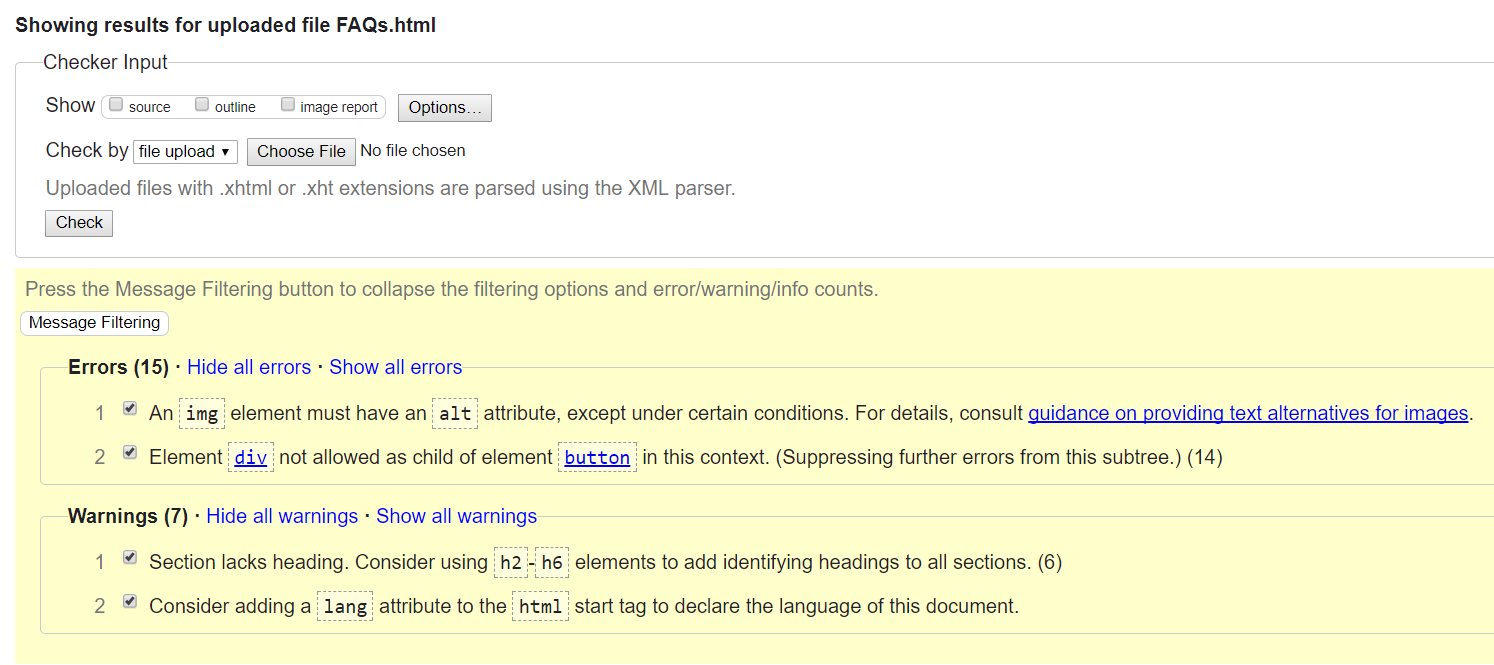 Showing results for uploaded file FAQs.html
Checker Input
Show source outline image report Options...
Check by file upload ▼ Choose File No file chosen
Uploaded files with .xhtml or .xht extensions are parsed using the XML parser.
Check
Press the Message Filtering button to collapse the filtering options and error/warning/info counts.
Message Filtering
Errors (15) · Hide all errors · Show all errors
1 An img element must have an alt attribute, except under certain conditions. For details, consult guidance on providing text alternatives for images.
2 Element div not allowed as child of element button in this context. (Suppressing further errors from this subtree.) (14)
Warnings (7) · Hide all warnings · Show all warnings
1 Section lacks heading. Consider using h2-h6 elements to add identifying headings to all sections. (6)
2 Consider adding a lang attribute to the html start tag to declare the language of this document.